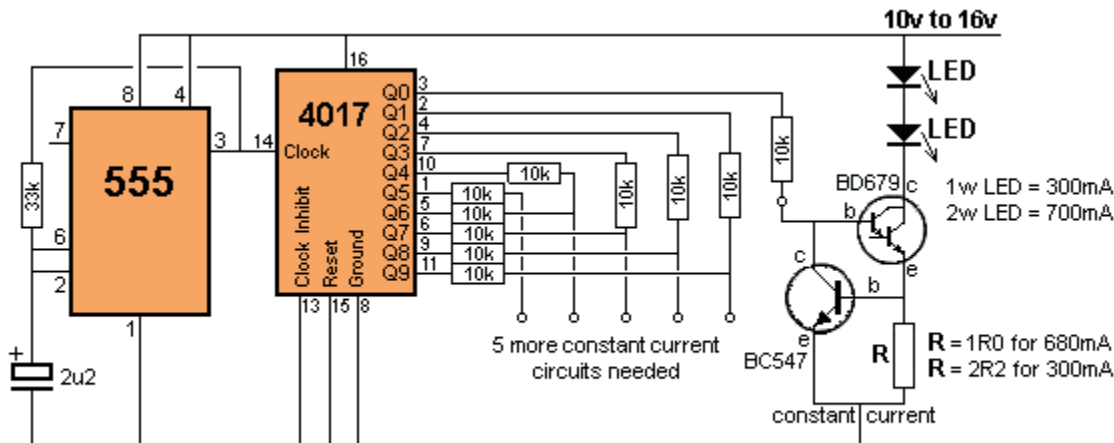 10v to 16v
16
3
8
4
4017
Q0
Q1
2
Q2
4
LED
7
3
14
Clock
Q3
7
10k
LED
555
Q4
10
10k
33k
Q5
1
10k
10k
10k
BD679
c
1w LED = 300mA
2w LED = 700mA
Q6
5
10k
b
6
Clock Inhibit
Reset
Ground
Q7
6
10k
Q8
9
10k
c
e
2
Q9
11
10k
b
1
13
15
8
5 more constant current
circuits needed
e
BC547
R
R = 1R0 for 680mA
R = 2R2 for 300mA
+
2u2
constant current